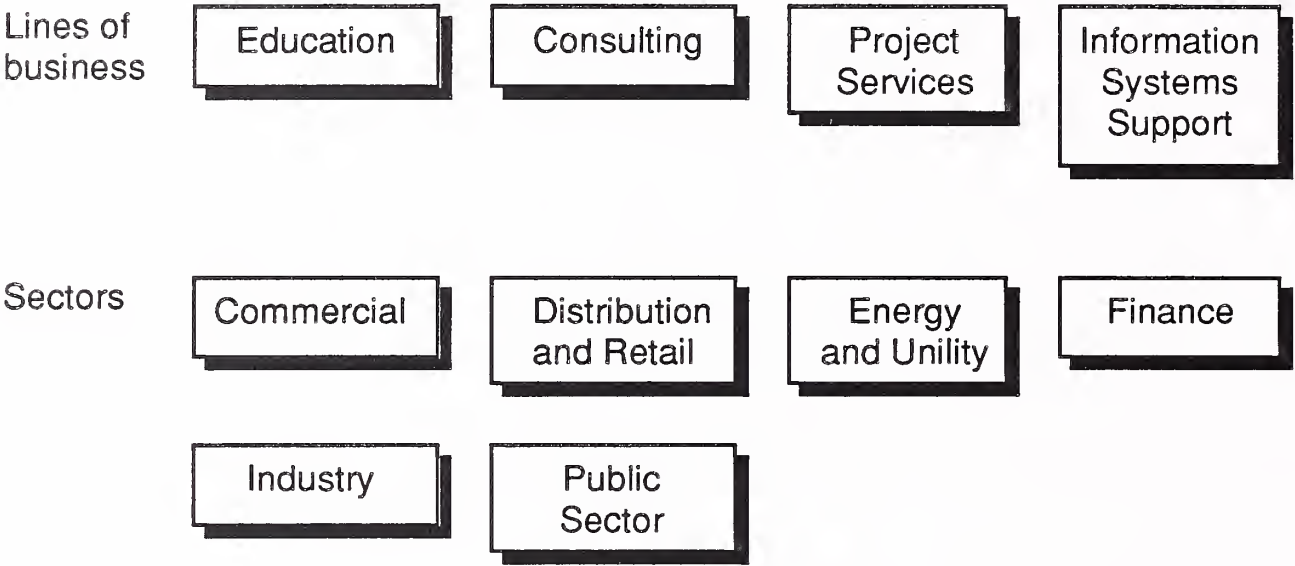 Lines of
business
Education
Consulting
Project
Services
Information
Systems
Support
Sectors
Commercial
Distribution
and Retail
Energy
and Unility
Finance
Industry
Public
Sector